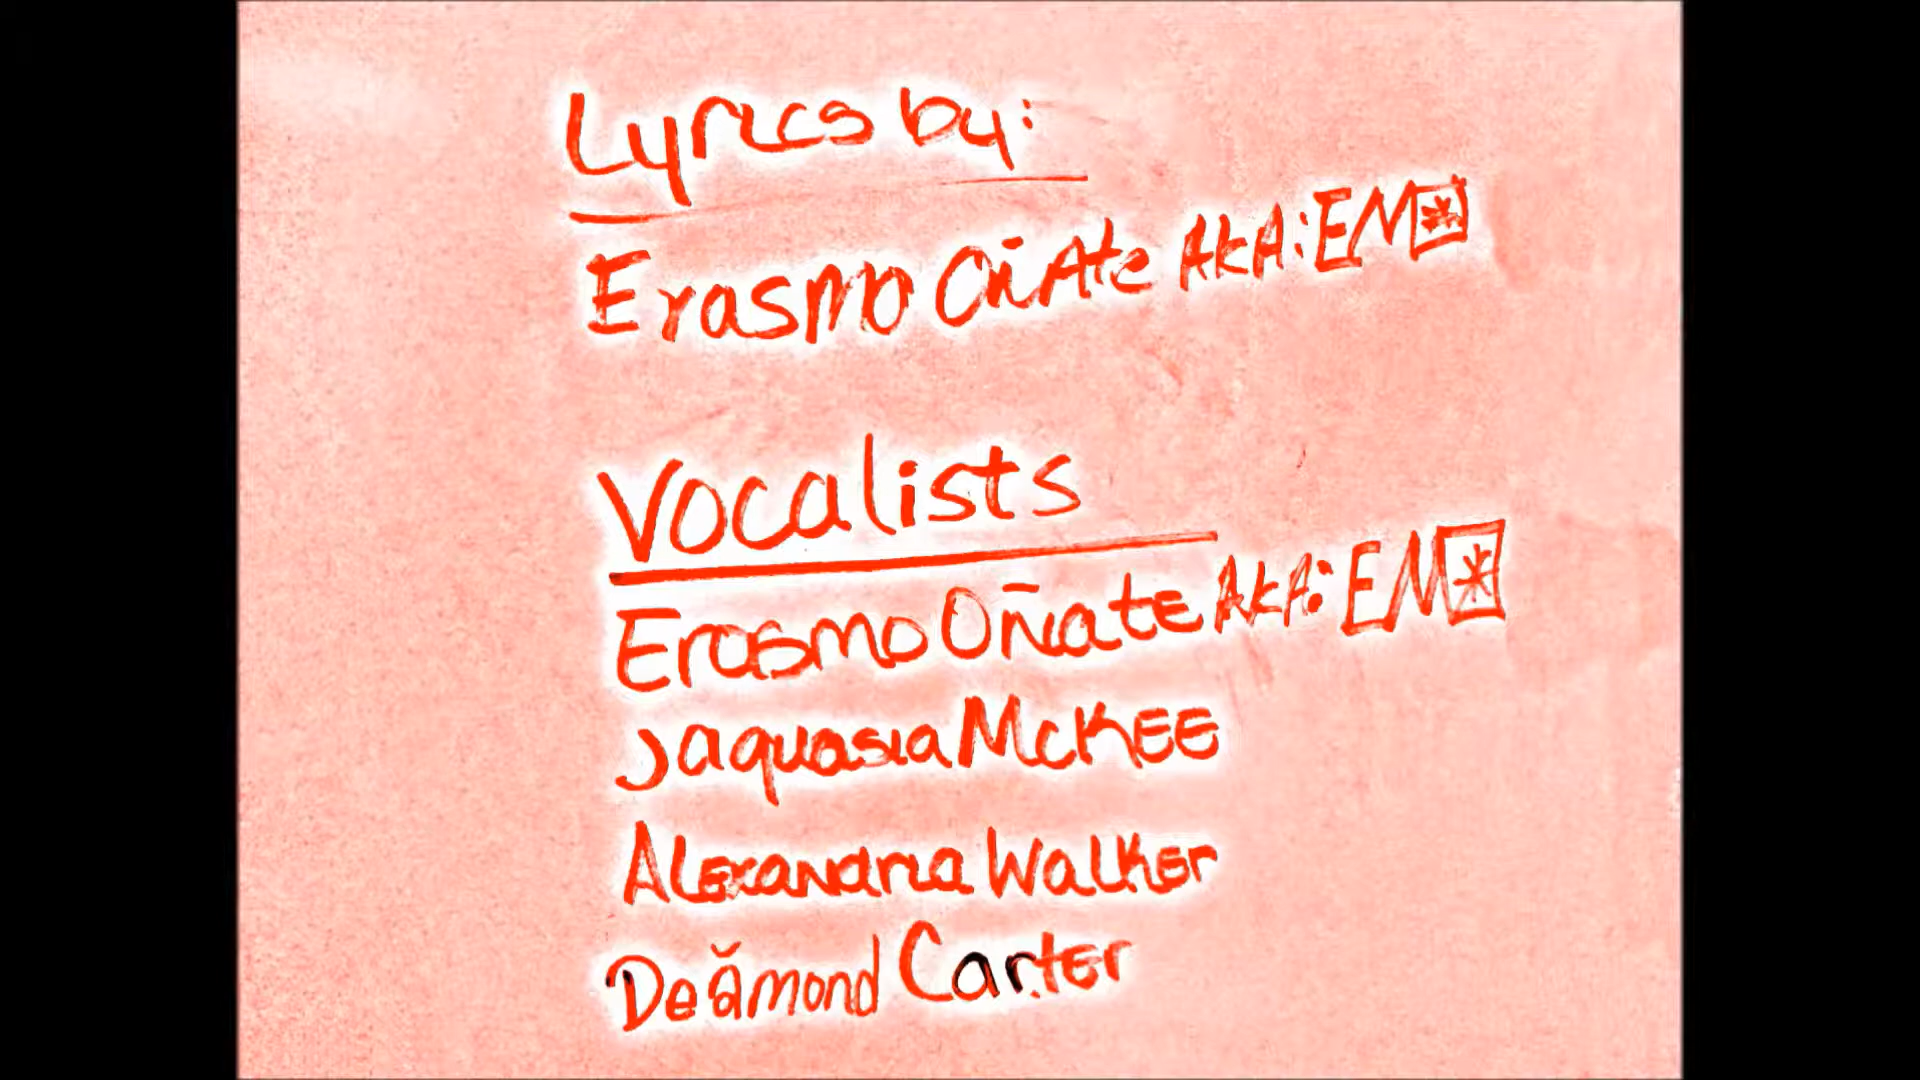 Lyrics by:
Erasmo Oñate AKA: EM
Vocalists
Erasmo Oñate AKA: EM
Jaquasia McKEE
Alexandria Walker
Deămond Carter